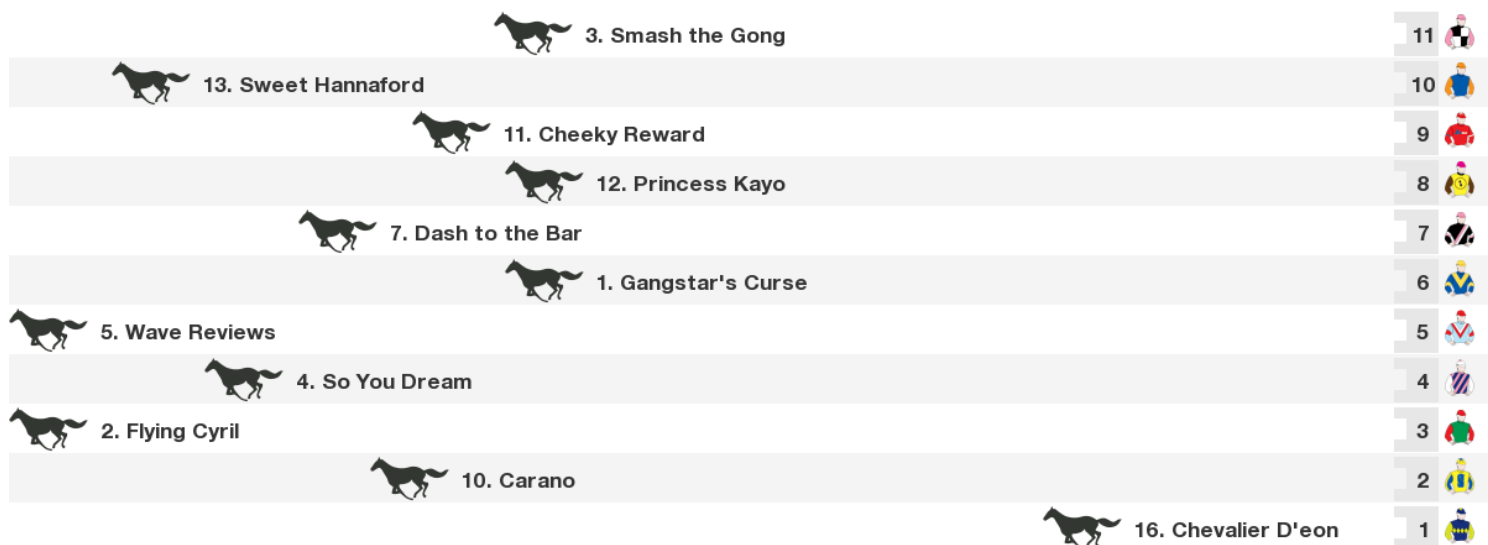 3. Smash the Gong 11
13. Sweet Hannaford 10
11. Cheeky Reward 9
12. Princess Kayo 8
7. Dash to the Bar 7
1. Gangstar's Curse 6
5. Wave Reviews 5
4. So You Dream 4
2. Flying Cyril 3
10. Carano 2
16. Chevalier D'eon 1